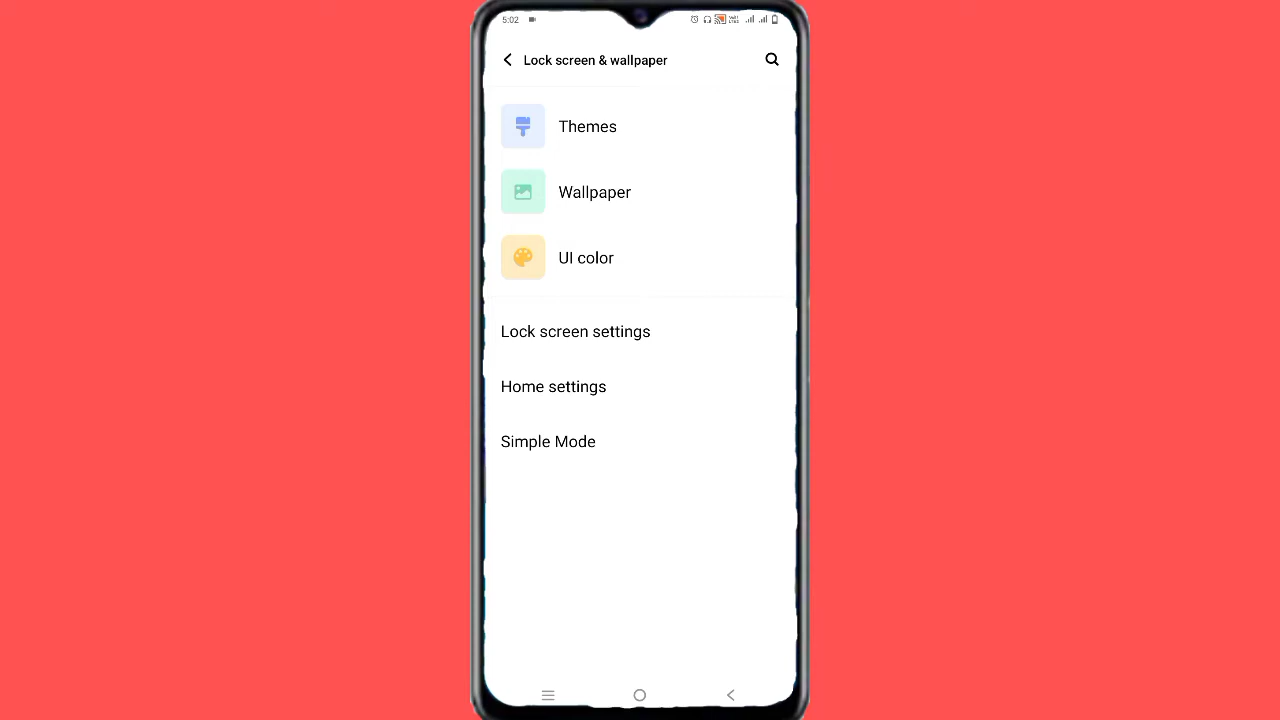 5:02
Lock screen & wallpaper
Themes
Wallpaper
UI color
Lock screen settings
Home settings
Simple Mode